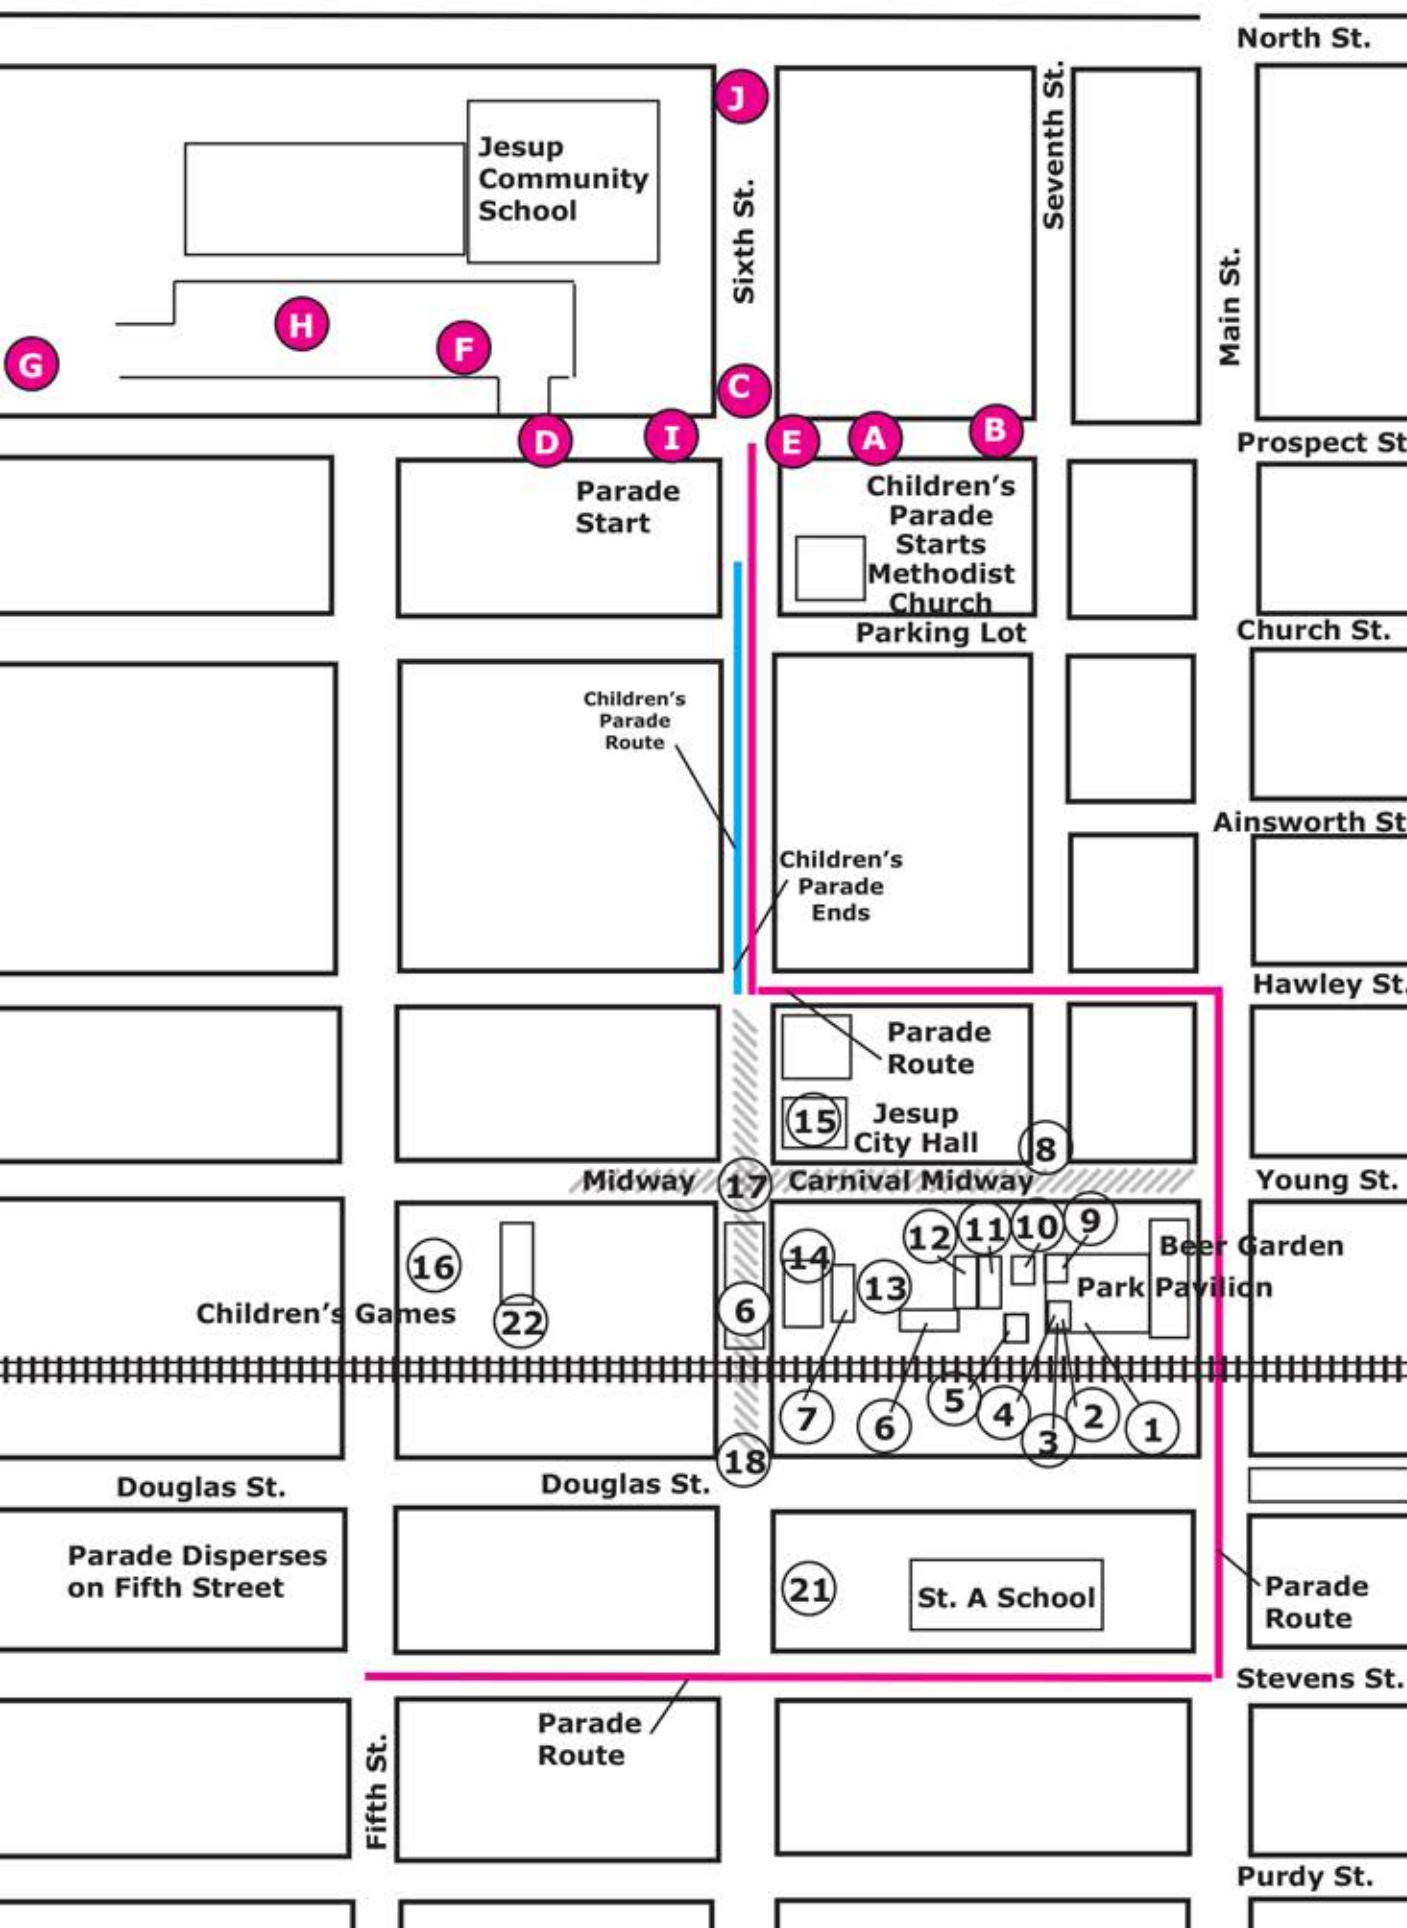 North St.
J
Seventh St.
Jesup
Community
School
Sixth St.
Main St.
H
F
G
C
D
I
E
A
B
Prospect St
Parade
Start
Children's
Parade
Starts
Methodist
Church
Parking Lot
Church St.
Children's
Parade
Route
Ainsworth St
Children's
Parade
Ends
Hawley St.
Parade
Route
15
Jesup
City Hall
8
Midway
17
Carnival Midway
Young St.
12
11
10
9
14
Beer Garden
16
13
Park Pavilion
Children's Games
22
6
7
6
5
4
3
2
1
18
Douglas St.
Douglas St.
Parade Disperses
on Fifth Street
21
St. A School
Parade
Route
Stevens St.
Parade
Route
Fifth St.
Purdy St.